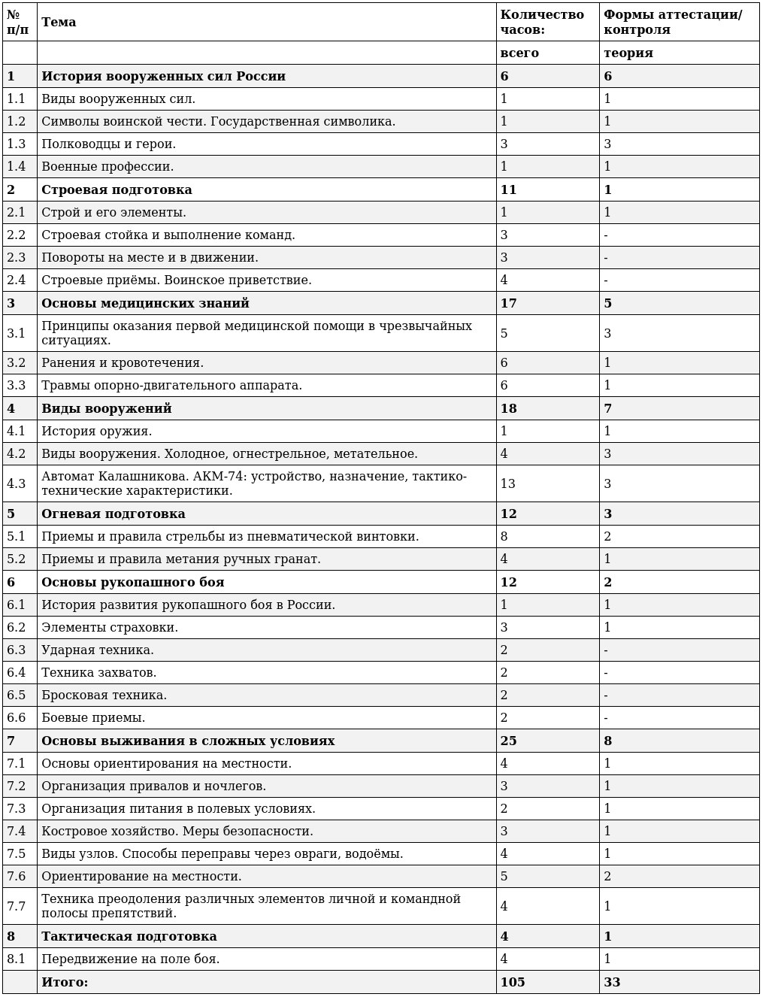 № п/п Тема Количество часов: Формы аттестации/ контроля
всего теория
1 История вооруженных сил России 6 6
1.1 Виды вооруженных сил. 1 1
1.2 Символы воинской чести. Государственная символика. 1 1
1.3 Полководцы и герои. 3 3
1.4 Военные профессии. 1 1
2 Строевая подготовка 11 1
2.1 Строй и его элементы. 1 1
2.2 Строевая стойка и выполнение команд. 3 -
2.3 Повороты на месте и в движении. 3 -
2.4 Строевые приёмы. Воинское приветствие. 4 -
3 Основы медицинских знаний 17 5
3.1 Принципы оказания первой медицинской помощи в чрезвычайных
ситуациях. 5 3
3.2 Ранения и кровотечения. 6 1
3.3 Травмы опорно-двигательного аппарата. 6 1
4 Виды вооружений 18 7
4.1 История оружия. 1 1
4.2 Виды вооружения. Холодное, огнестрельное, метательное. 4 3
4.3 Автомат Калашникова. АКМ-74: устройство, назначение, тактико-
технические характеристики. 13 3
5 Огневая подготовка 12 3
5.1 Приемы и правила стрельбы из пневматической винтовки. 8 2
5.2 Приемы и правила метания ручных гранат. 4 1
6 Основы рукопашного боя 12 2
6.1 История развития рукопашного боя в России. 1 1
6.2 Элементы страховки. 3 1
6.3 Ударная техника. 2 -
6.4 Техника захватов. 2 -
6.5 Бросковая техника. 2 -
6.6 Боевые приемы. 2 -
7 Основы выживания в сложных условиях 25 8
7.1 Основы ориентирования на местности. 4 1
7.2 Организация привалов и ночлегов. 3 1
7.3 Организация питания в полевых условиях. 2 1
7.4 Костровое хозяйство. Меры безопасности. 3 1
7.5 Виды узлов. Способы переправы через овраги, водоёмы. 4 1
7.6 Ориентирование на местности. 5 2
7.7 Техника преодоления различных элементов личной и командной
полосы препятствий. 4 1
8 Тактическая подготовка 4 1
8.1 Передвижение на поле боя. 4 1
Итого: 105 33